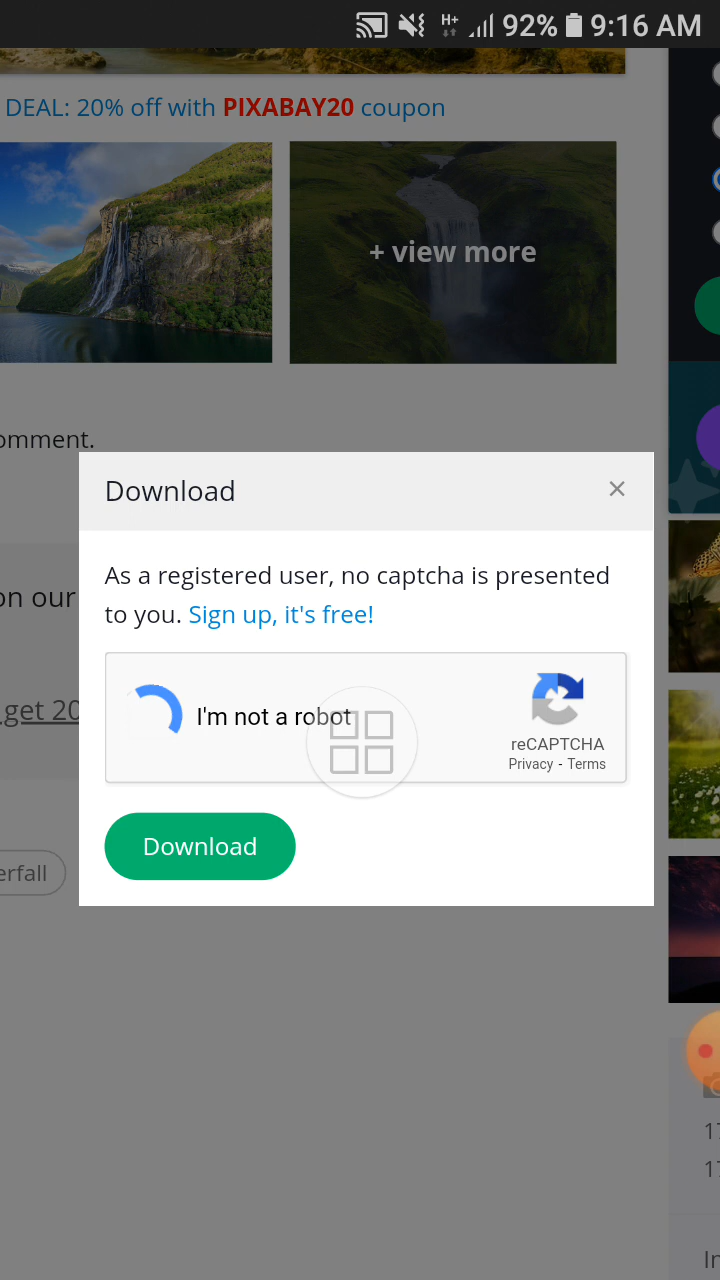 H+ 92% 9:16 AM
DEAL: 20% off with PIXABAY20 coupon
+ view more
omment.
Download ×
As a registered user, no captcha is presented
to you. Sign up, it's free!
on our
I'm not a robot
get 20
reCAPTCHA
Privacy - Terms
Download
erfall
17
17